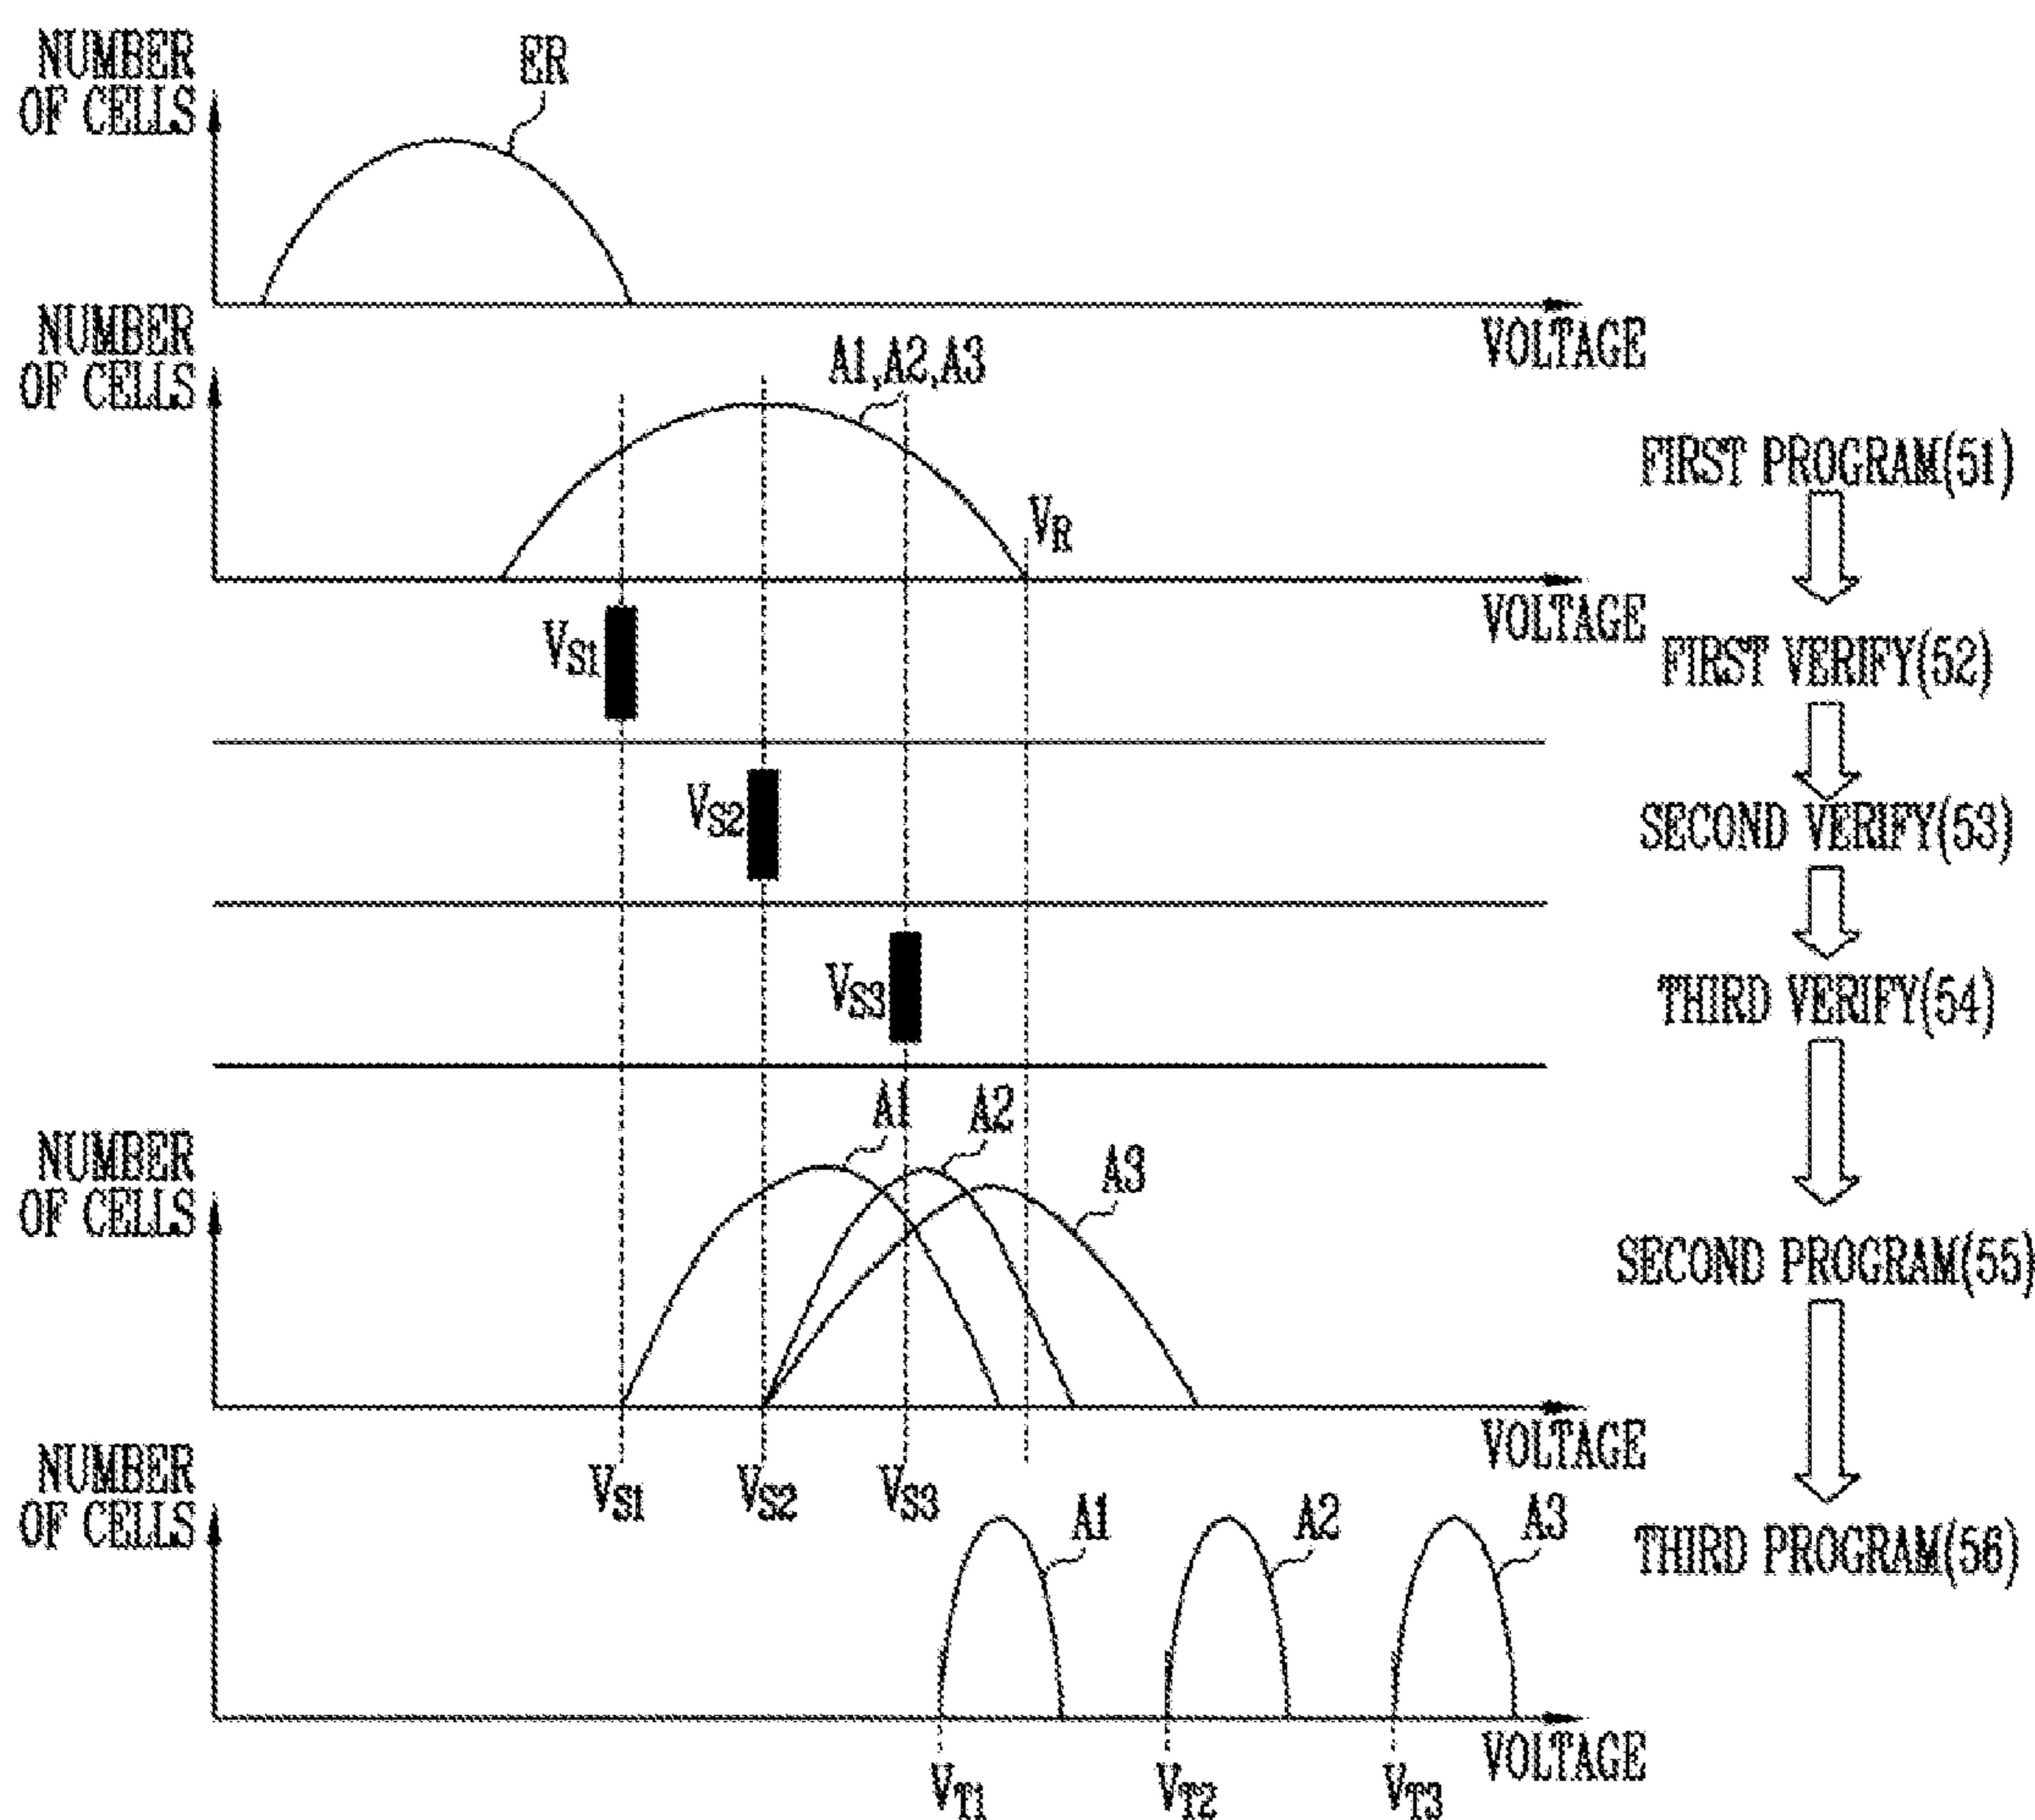 NUMBER
OF CELLS
ER
VOLTAGE
NUMBER
OF CELLS
A1,A2,A3
VR
VOLTAGE
FIRST PROGRAM(51)
VS1
FIRST VERIFY(52)
VS2
SECOND VERIFY(53)
VS3
THIRD VERIFY(54)
NUMBER
OF CELLS
A1
A2
A3
VOLTAGE
SECOND PROGRAM(55)
VS1
VS2
VS3
NUMBER
OF CELLS
A1
A2
A3
VOLTAGE
THIRD PROGRAM(56)
VT1
VT2
VT3